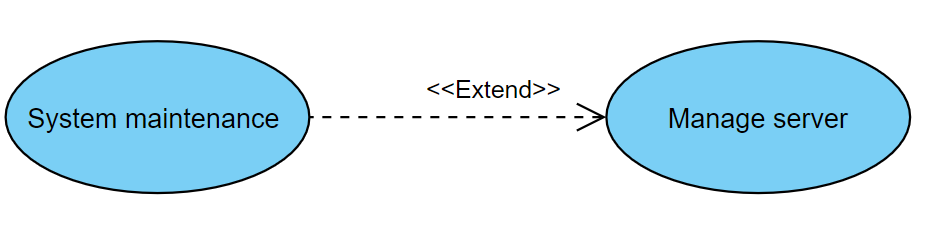 <<Extend>>
System maintenance
Manage server